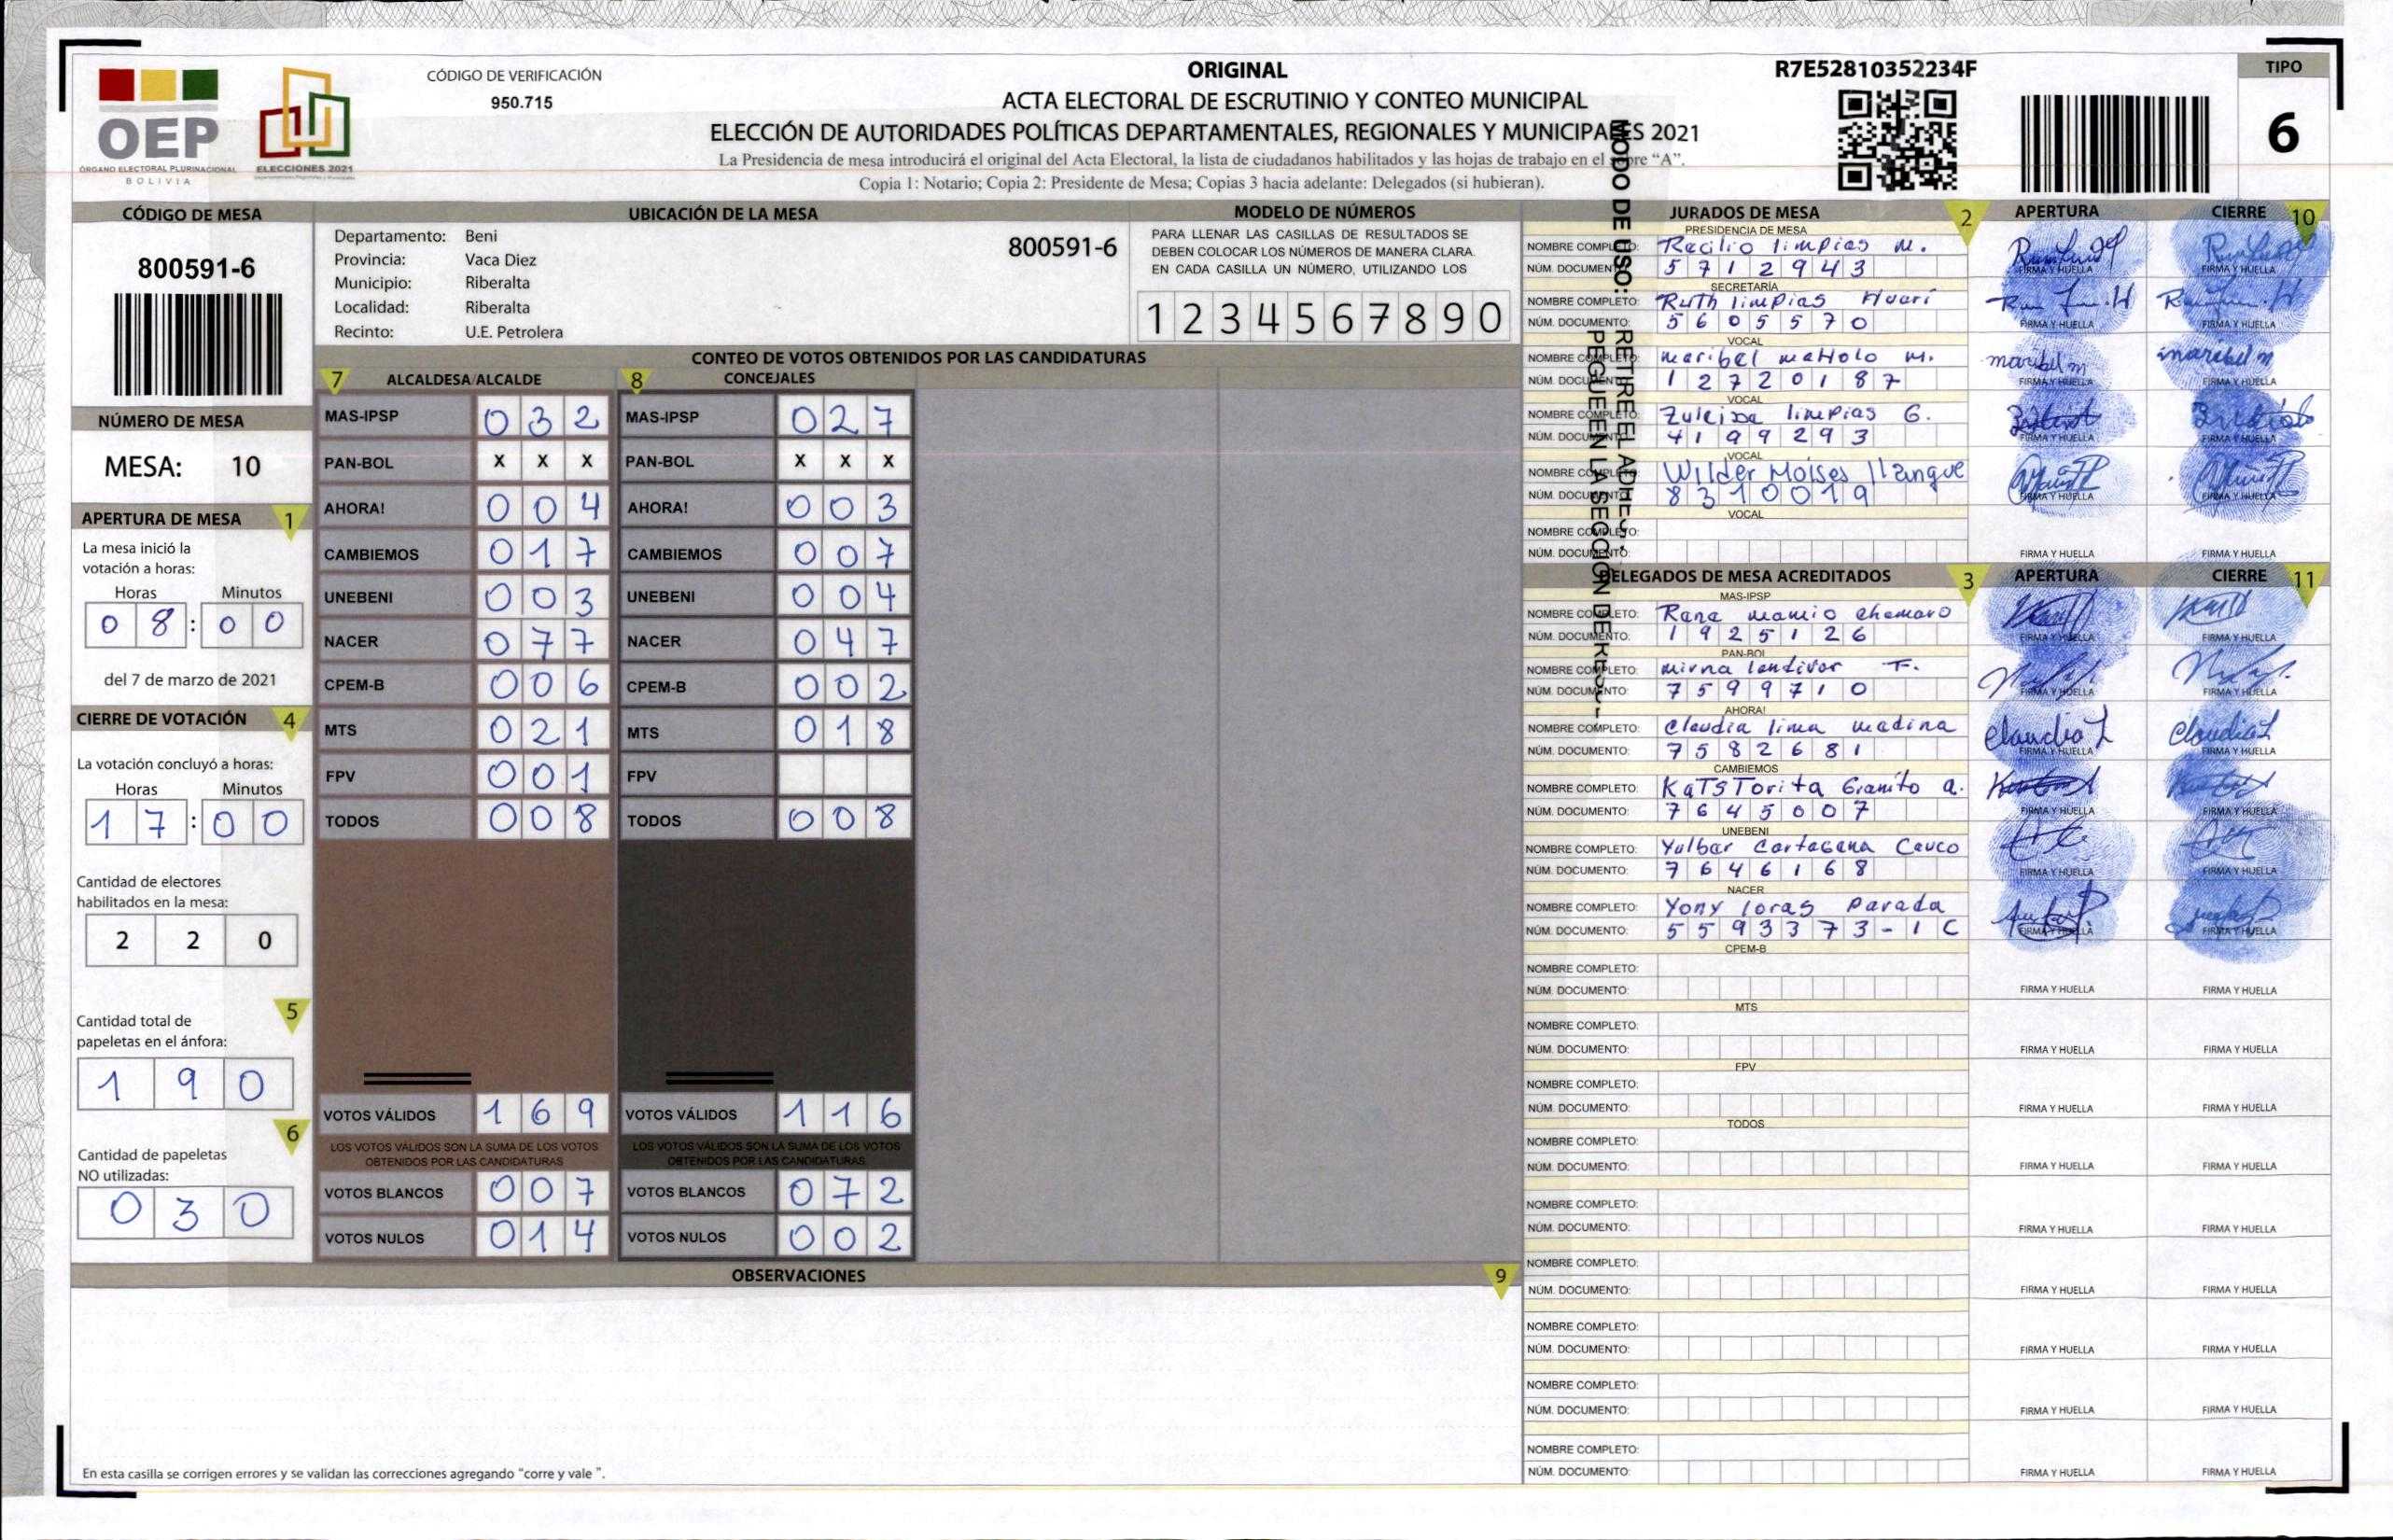 OEP
ÓRGANO ELECTORAL PLURINACIONAL
BOLIVIA
ELECCIONES 2021
CÓDIGO DE VERIFICACIÓN
950.715
ORIGINAL
ACTA ELECTORAL DE ESCRUTINIO Y CONTEO MUNICIPAL
ELECCIÓN DE AUTORIDADES POLÍTICAS DEPARTAMENTALES, REGIONALES Y MUNICIPALES 2021
La Presidencia de mesa introducirá el original del Acta Electoral, la lista de ciudadanos habilitados y las hojas de trabajo en el sobre “A”.
Copia 1: Notario; Copia 2: Presidente de Mesa; Copias 3 hacia adelante: Delegados (si hubieran).
R7E52810352234F
TIPO
6
CÓDIGO DE MESA
800591-6
NÚMERO DE MESA
MESA: 10
APERTURA DE MESA 1
La mesa inició la
votación a horas:
Horas Minutos
0 8 : 0 0
del 7 de marzo de 2021
CIERRE DE VOTACIÓN 4
La votación concluyó a horas:
Horas Minutos
1 7 : 0 0
Cantidad de electores
habilitados en la mesa:
2 2 0
5
Cantidad total de
papeletas en el ánfora:
1 9 0
6
Cantidad de papeletas
NO utilizadas:
0 3 0
UBICACIÓN DE LA MESA
Departamento: Beni
Provincia: Vaca Diez
Municipio: Riberalta
Localidad: Riberalta
Recinto: U.E. Petrolera
800591-6
MODELO DE NÚMEROS
PARA LLENAR LAS CASILLAS DE RESULTADOS SE
DEBEN COLOCAR LOS NÚMEROS DE MANERA CLARA
EN CADA CASILLA UN NÚMERO, UTILIZANDO LOS
1 2 3 4 5 6 7 8 9 0
CONTEO DE VOTOS OBTENIDOS POR LAS CANDIDATURAS
7 ALCALDESA/ALCALDE
MAS-IPSP 0 3 2
PAN-BOL X X X
AHORA! 0 0 4
CAMBIEMOS 0 1 7
UNEBENI 0 0 3
NACER 0 7 7
CPEM-B 0 0 6
MTS 0 2 1
FPV 0 0 1
TODOS 0 0 8
VOTOS VÁLIDOS 1 6 9
LOS VOTOS VÁLIDOS SON LA SUMA DE LOS VOTOS
OBTENIDOS POR LAS CANDIDATURAS
VOTOS BLANCOS 0 0 7
VOTOS NULOS 0 1 4
8 CONCEJALES
MAS-IPSP 0 2 7
PAN-BOL X X X
AHORA! 0 0 3
CAMBIEMOS 0 0 7
UNEBENI 0 0 4
NACER 0 4 7
CPEM-B 0 0 2
MTS 0 1 8
FPV
TODOS 0 0 8
VOTOS VÁLIDOS 1 1 6
LOS VOTOS VÁLIDOS SON LA SUMA DE LOS VOTOS
OBTENIDOS POR LAS CANDIDATURAS
VOTOS BLANCOS 0 7 2
VOTOS NULOS 0 0 2
OBSERVACIONES 9
En esta casilla se corrigen errores y se validan las correcciones agregando “corre y vale ”.
MODO DE USO:
JURADOS DE MESA 2 APERTURA CIERRE 10
PRESIDENCIA DE MESA
NOMBRE COMPLETO: Racilio limpias M.
NÚM. DOCUMENTO: 5 7 1 2 9 4 3
FIRMA Y HUELLA FIRMA Y HUELLA
SECRETARÍA
NOMBRE COMPLETO: Ruth limpias Huari
NÚM. DOCUMENTO: 5 6 0 5 5 7 0
FIRMA Y HUELLA FIRMA Y HUELLA
VOCAL
NOMBRE COMPLETO: maribel M.
NÚM. DOCUMENTO: 1 2 7 2 0 1 8 7
maribel m maribel m
FIRMA Y HUELLA FIRMA Y HUELLA
VOCAL
NOMBRE COMPLETO: limpias G.
NÚM. DOCUMENTO: 4 1 9 9 2 9 3
FIRMA Y HUELLA FIRMA Y HUELLA
VOCAL
NOMBRE COMPLETO: Wilder Moises llanque
NÚM. DOCUMENTO: 8 3 1 0 0 1 9
FIRMA Y HUELLA FIRMA Y HUELLA
VOCAL
NOMBRE COMPLETO:
NÚM. DOCUMENTO:
FIRMA Y HUELLA FIRMA Y HUELLA
DELEGADOS DE MESA ACREDITADOS 3 APERTURA CIERRE 11
MAS-IPSP
NOMBRE COMPLETO: Rene mamio chamaro
NÚM. DOCUMENTO: 1 9 2 5 1 2 6
FIRMA Y HUELLA FIRMA Y HUELLA
PAN-BOL
NOMBRE COMPLETO: mirna landivar F.
NÚM. DOCUMENTO: 7 5 9 9 7 1 0
FIRMA Y HUELLA FIRMA Y HUELLA
AHORA!
NOMBRE COMPLETO: Claudia lima madina
NÚM. DOCUMENTO: 7 5 8 2 6 8 1
Claudia L Claudia L
FIRMA Y HUELLA FIRMA Y HUELLA
CAMBIEMOS
NOMBRE COMPLETO: KaTSTorita Gramito a.
NÚM. DOCUMENTO: 7 6 4 5 0 0 7
FIRMA Y HUELLA FIRMA Y HUELLA
UNEBENI
NOMBRE COMPLETO: Yulbar Cartagena Cauco
NÚM. DOCUMENTO: 7 6 4 6 1 6 8
FIRMA Y HUELLA FIRMA Y HUELLA
NACER
NOMBRE COMPLETO: Yony loras Parada
NÚM. DOCUMENTO: 5 5 9 3 3 7 3 - 1 C
FIRMA Y HUELLA FIRMA Y HUELLA
CPEM-B
NOMBRE COMPLETO:
NÚM. DOCUMENTO:
FIRMA Y HUELLA FIRMA Y HUELLA
MTS
NOMBRE COMPLETO:
NÚM. DOCUMENTO:
FIRMA Y HUELLA FIRMA Y HUELLA
FPV
NOMBRE COMPLETO:
NÚM. DOCUMENTO:
FIRMA Y HUELLA FIRMA Y HUELLA
TODOS
NOMBRE COMPLETO:
NÚM. DOCUMENTO:
FIRMA Y HUELLA FIRMA Y HUELLA
NOMBRE COMPLETO:
NÚM. DOCUMENTO:
FIRMA Y HUELLA FIRMA Y HUELLA
NOMBRE COMPLETO:
NÚM. DOCUMENTO:
FIRMA Y HUELLA FIRMA Y HUELLA
NOMBRE COMPLETO:
NÚM. DOCUMENTO:
FIRMA Y HUELLA FIRMA Y HUELLA
NOMBRE COMPLETO:
NÚM. DOCUMENTO:
FIRMA Y HUELLA FIRMA Y HUELLA
NOMBRE COMPLETO:
NÚM. DOCUMENTO:
FIRMA Y HUELLA FIRMA Y HUELLA